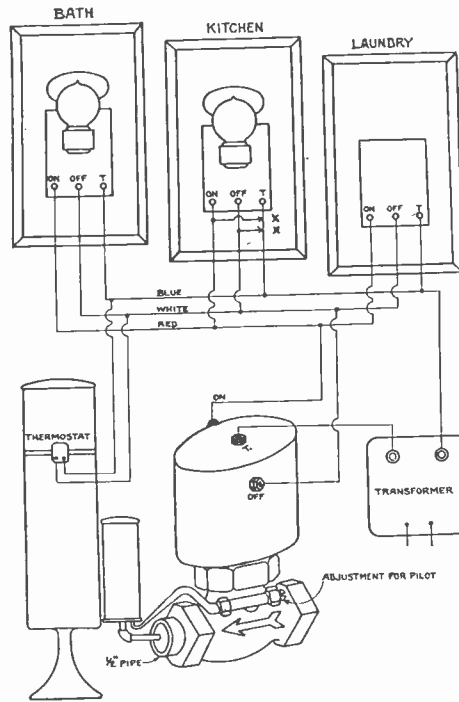 BATH
KITCHEN
LAUNDRY
ON OFF T
ON OFF T
ON OFF T
X
X
BLUE
WHITE
RED
ON
THERMOSTAT
T
OFF
TRANSFORMER
ADJUSTMENT FOR PILOT
½" PIPE